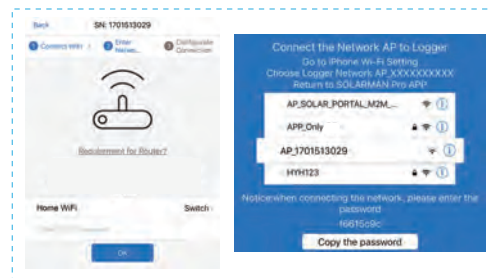 Back SN: 1701513029
Connect WiFi
Enter
Configurate
Connection
Requirement for Router?
Home WiFi Switch
OK
Connect the Network AP to Logger
Go to iPhone Wi-Fi Setting
Choose Logger Network AP_XXXXXXXXXX
Return to SOLARMAN Pro APP
AP_SOLAR_PORTAL_M2M_...
APP_Only
AP_1701513029
HYH123
Notice:when connecting the network, please enter the
password
f6615c9c
Copy the password